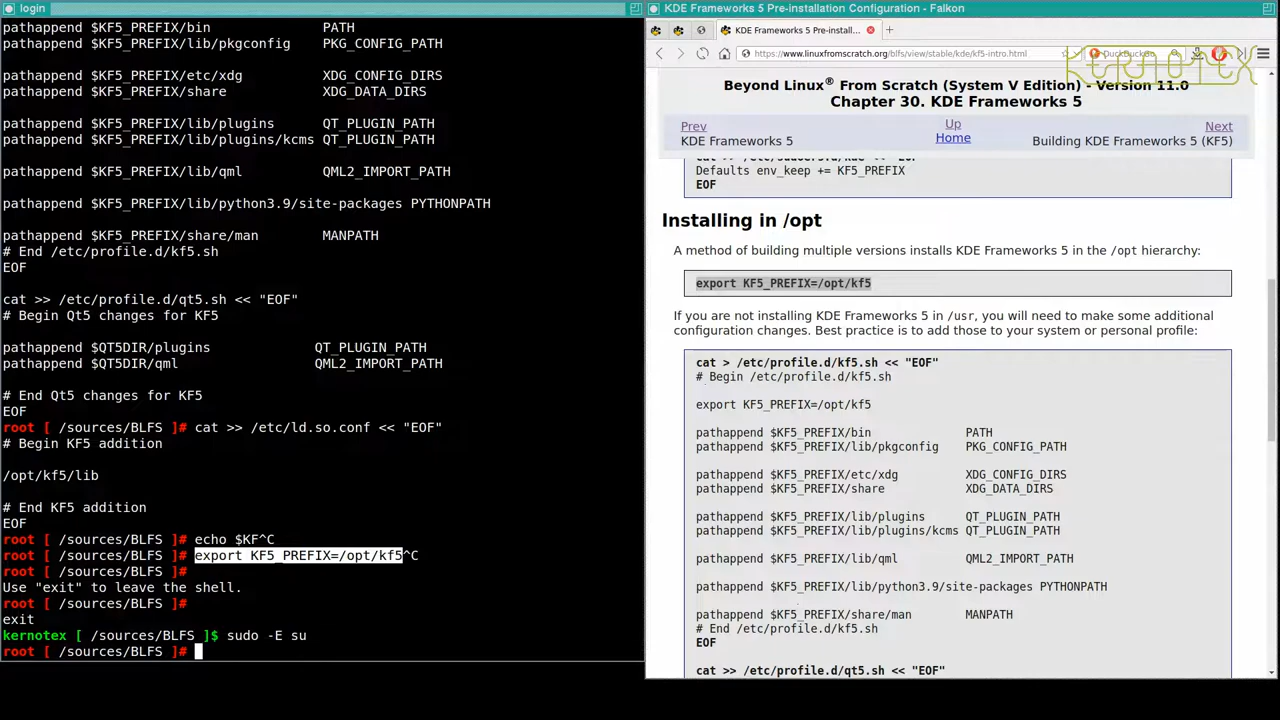 login
pathappend $KF5_PREFIX/bin PATH
pathappend $KF5_PREFIX/lib/pkgconfig PKG_CONFIG_PATH
pathappend $KF5_PREFIX/etc/xdg XDG_CONFIG_DIRS
pathappend $KF5_PREFIX/share XDG_DATA_DIRS
pathappend $KF5_PREFIX/lib/plugins QT_PLUGIN_PATH
pathappend $KF5_PREFIX/lib/plugins/kcms QT_PLUGIN_PATH
pathappend $KF5_PREFIX/lib/qml QML2_IMPORT_PATH
pathappend $KF5_PREFIX/lib/python3.9/site-packages PYTHONPATH
pathappend $KF5_PREFIX/share/man MANPATH
# End /etc/profile.d/kf5.sh
EOF
cat >> /etc/profile.d/qt5.sh << "EOF"
# Begin Qt5 changes for KF5
pathappend $QT5DIR/plugins QT_PLUGIN_PATH
pathappend $QT5DIR/qml QML2_IMPORT_PATH
# End Qt5 changes for KF5
EOF
root [ /sources/BLFS ]# cat >> /etc/ld.so.conf << "EOF"
# Begin KF5 addition
/opt/kf5/lib
# End KF5 addition
EOF
root [ /sources/BLFS ]# echo $KF^C
root [ /sources/BLFS ]# export KF5_PREFIX=/opt/kf5^C
root [ /sources/BLFS ]#
Use "exit" to leave the shell.
root [ /sources/BLFS ]#
exit
kernotex [ /sources/BLFS ]$ sudo -E su
root [ /sources/BLFS ]#
KDE Frameworks 5 Pre-installation Configuration - Falkon
KDE Frameworks 5 Pre-install...
https://www.linuxfromscratch.org/blfs/view/stable/kde/kf5-intro.html
DuckDuckGo
KERNOTEX
Beyond Linux® From Scratch (System V Edition) - Version 11.0
Chapter 30. KDE Frameworks 5
Prev Up Next
KDE Frameworks 5 Home Building KDE Frameworks 5 (KF5)
cat >> /etc/sudoers.d/kde << "EOF"
Defaults env_keep += KF5_PREFIX
EOF
Installing in /opt
A method of building multiple versions installs KDE Frameworks 5 in the /opt hierarchy:
export KF5_PREFIX=/opt/kf5
If you are not installing KDE Frameworks 5 in /usr, you will need to make some additional
configuration changes. Best practice is to add those to your system or personal profile:
cat > /etc/profile.d/kf5.sh << "EOF"
# Begin /etc/profile.d/kf5.sh
export KF5_PREFIX=/opt/kf5
pathappend $KF5_PREFIX/bin PATH
pathappend $KF5_PREFIX/lib/pkgconfig PKG_CONFIG_PATH
pathappend $KF5_PREFIX/etc/xdg XDG_CONFIG_DIRS
pathappend $KF5_PREFIX/share XDG_DATA_DIRS
pathappend $KF5_PREFIX/lib/plugins QT_PLUGIN_PATH
pathappend $KF5_PREFIX/lib/plugins/kcms QT_PLUGIN_PATH
pathappend $KF5_PREFIX/lib/qml QML2_IMPORT_PATH
pathappend $KF5_PREFIX/lib/python3.9/site-packages PYTHONPATH
pathappend $KF5_PREFIX/share/man MANPATH
# End /etc/profile.d/kf5.sh
EOF
cat >> /etc/profile.d/qt5.sh << "EOF"